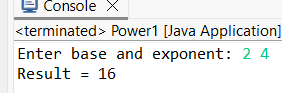 Console
<terminated> Power1 [Java Application]
Enter base and exponent: 2 4
Result = 16